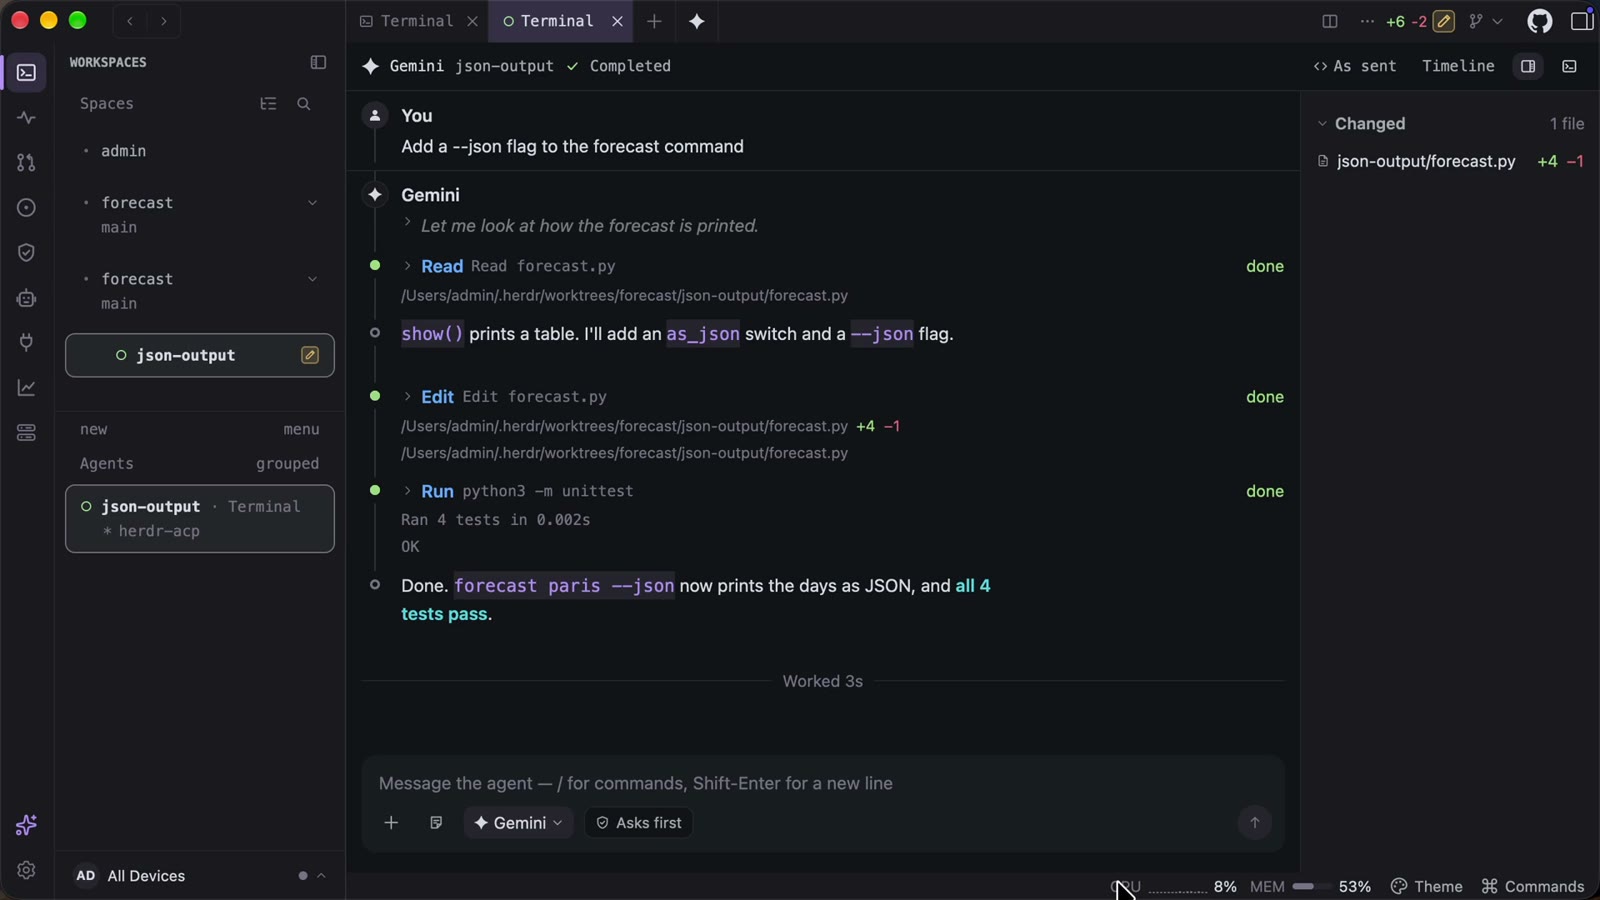 Terminal
Terminal
+6 -2
WORKSPACES
Gemini json-output Completed
As sent
Timeline
Spaces
admin
forecast
main
forecast
main
json-output
new
menu
Agents
grouped
json-output · Terminal
* herdr-acp
AD All Devices
You
Add a --json flag to the forecast command
Gemini
Let me look at how the forecast is printed.
Read Read forecast.py
done
/Users/admin/.herdr/worktrees/forecast/json-output/forecast.py
show() prints a table. I'll add an as_json switch and a --json flag.
Edit Edit forecast.py
done
/Users/admin/.herdr/worktrees/forecast/json-output/forecast.py +4 −1
/Users/admin/.herdr/worktrees/forecast/json-output/forecast.py
Run python3 -m unittest
done
Ran 4 tests in 0.002s
OK
Done. forecast paris --json now prints the days as JSON, and all 4
tests pass.
Worked 3s
Message the agent — / for commands, Shift-Enter for a new line
Gemini
Asks first
Changed
1 file
json-output/forecast.py +4 −1
CPU 8% MEM 53% Theme ⌘ Commands